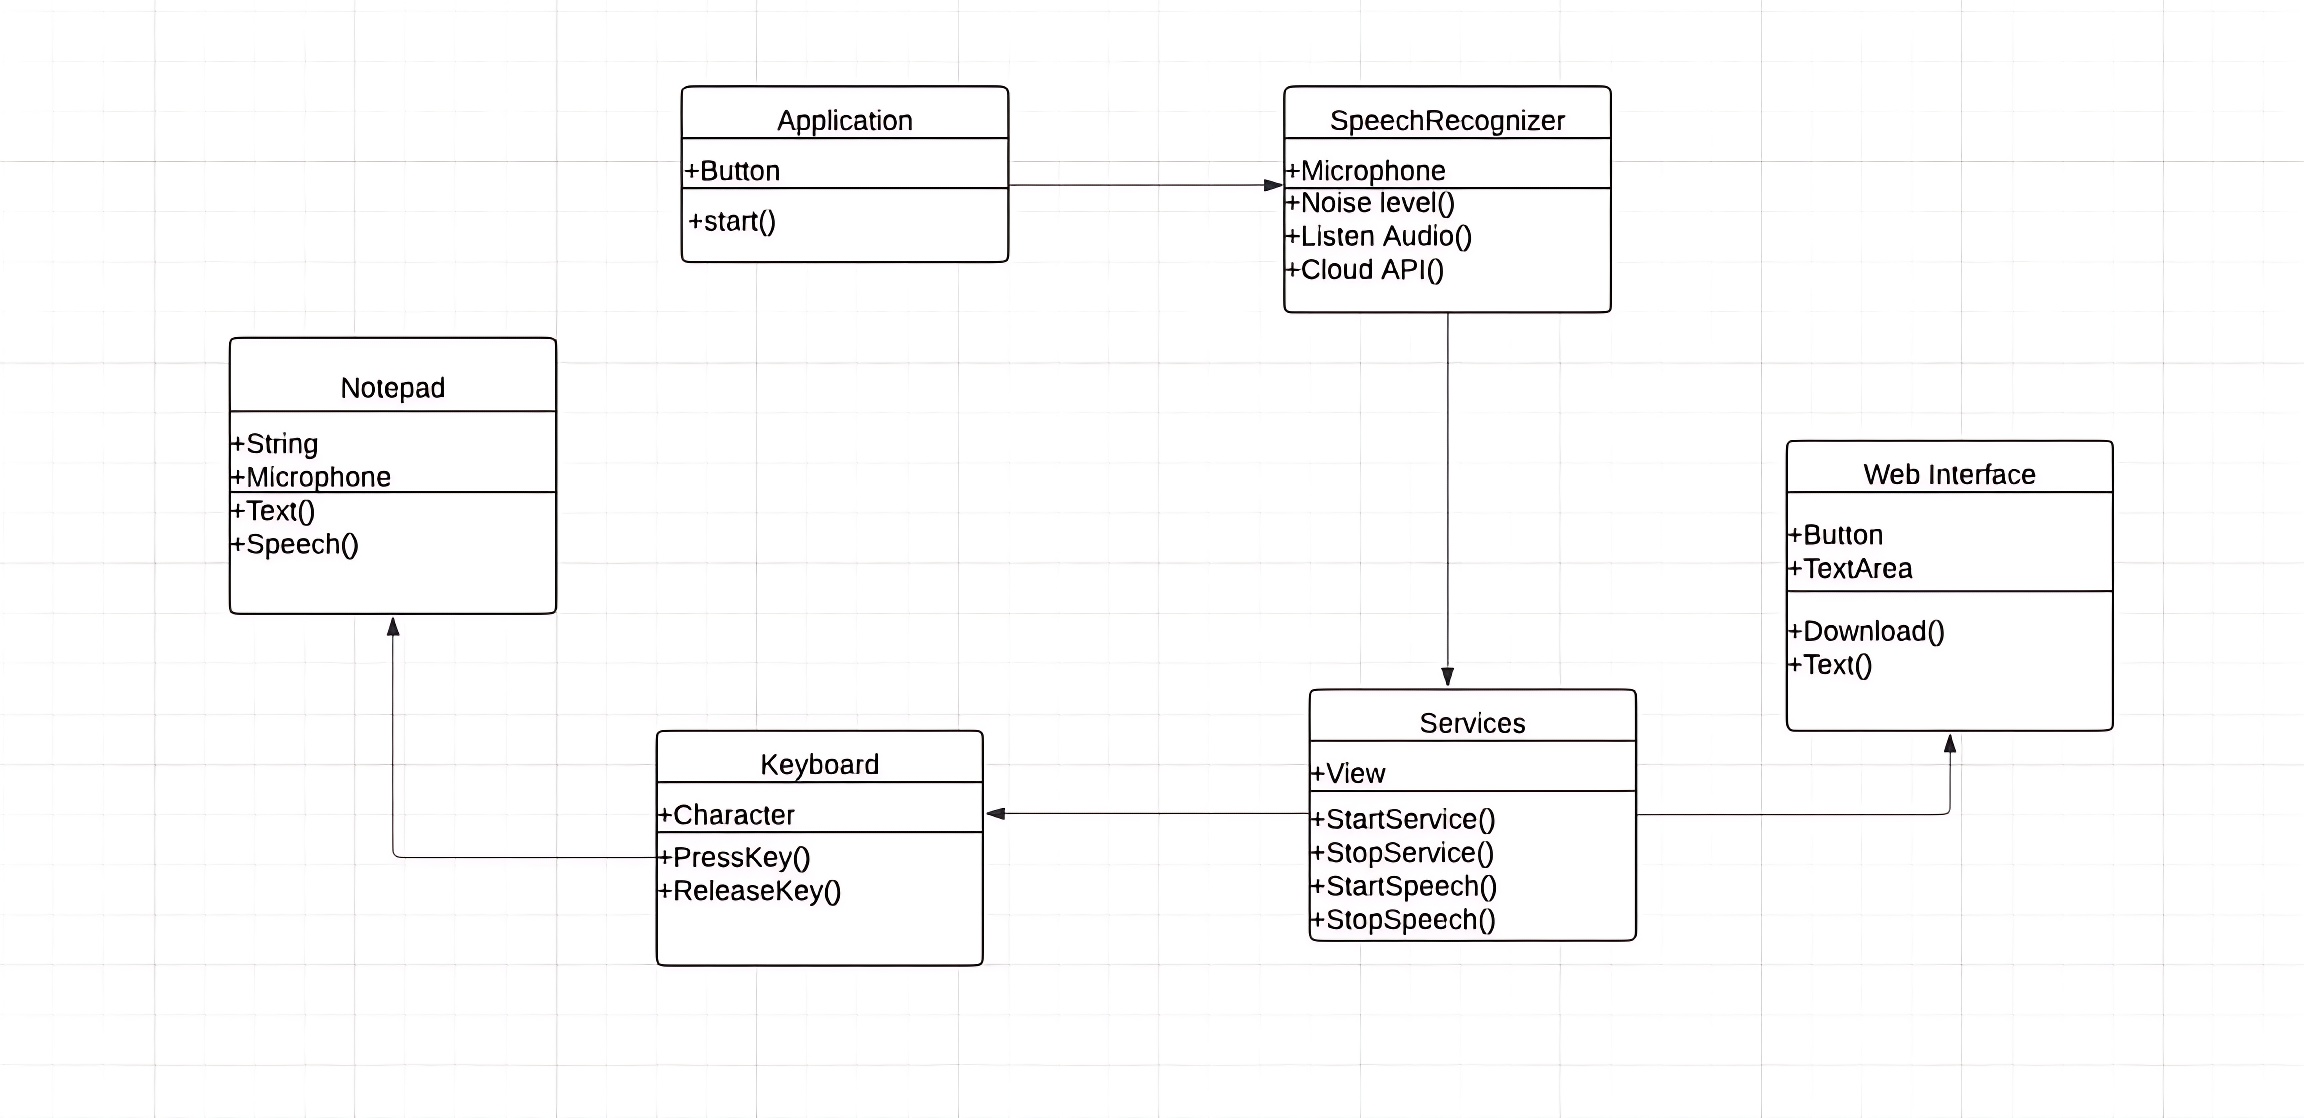 Application
+Button
+start()
SpeechRecognizer
+Microphone
+Noise level()
+Listen Audio()
+Cloud API()
Notepad
+String
+Microphone
+Text()
+Speech()
Web Interface
+Button
+TextArea
+Download()
+Text()
Keyboard
+Character
+PressKey()
+ReleaseKey()
Services
+View
+StartService()
+StopService()
+StartSpeech()
+StopSpeech()